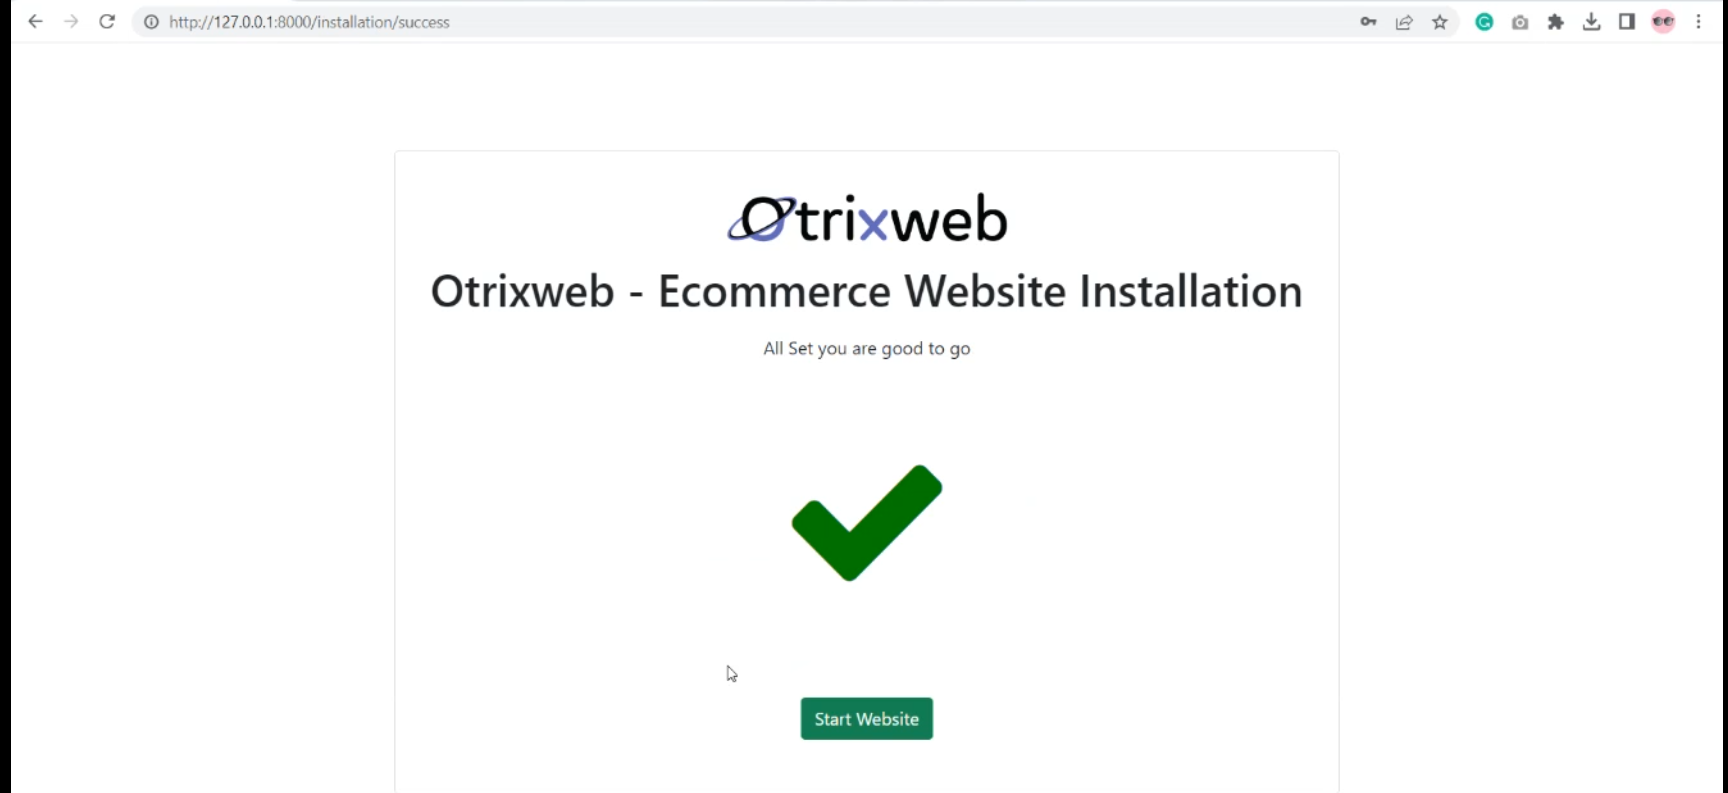 http://127.0.0.1:8000/installation/success
Otrixweb
Otrixweb - Ecommerce Website Installation
All Set you are good to go
Start Website